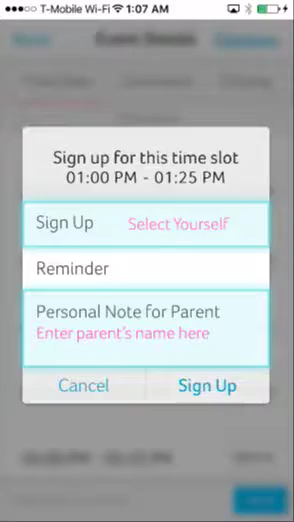 T-Mobile Wi-Fi 1:07 AM
Sign up for this time slot
01:00 PM - 01:25 PM
Sign Up Select Yourself
Reminder
Personal Note for Parent
Enter parent's name here
Cancel Sign Up